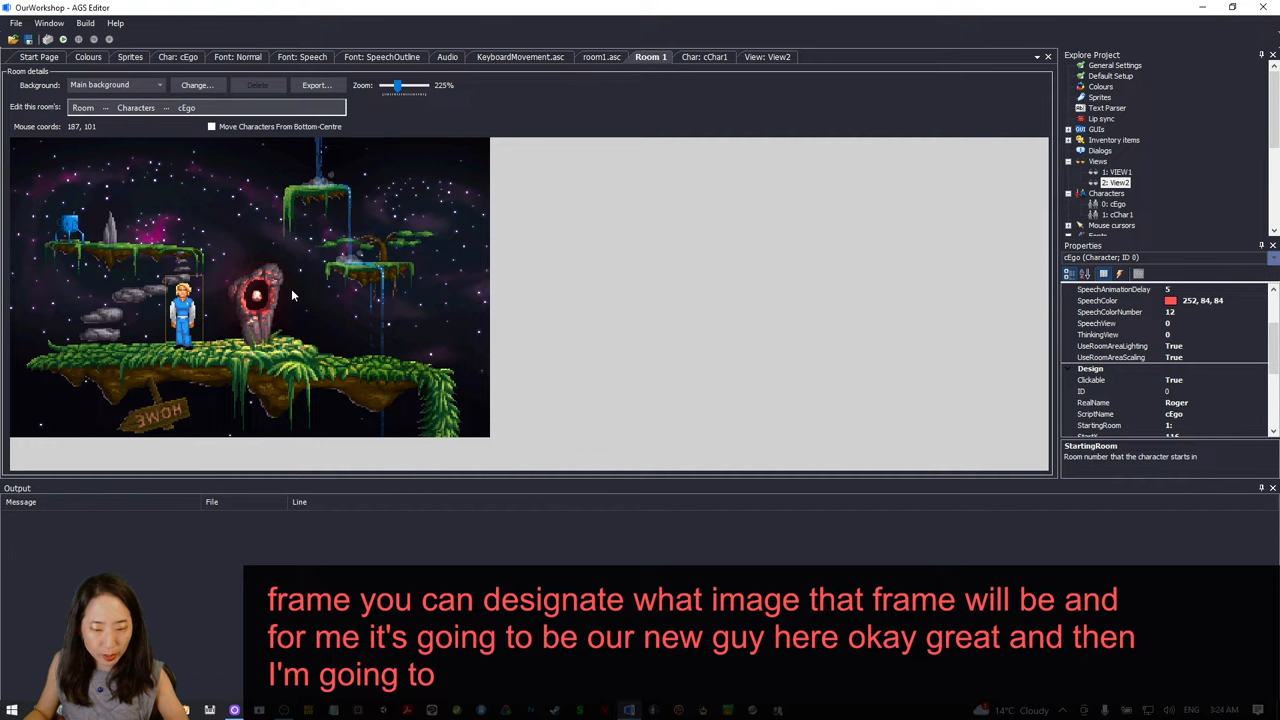 OurWorkshop - AGS Editor
File Window Build Help
Start Page Colours Sprites Char: cEgo Font: Normal Font: Speech Font: SpeechOutline Audio KeyboardMovement.asc room1.asc Room 1 Char: cChar1 View: View2
Room details
Background: Main background Change... Delete Export... Zoom: 225%
Edit this room's: Room ... Characters ... cEgo
Mouse coords: 187, 101 Move Characters From Bottom-Centre
HOME
Explore Project
General Settings
Default Setup
Colours
Sprites
Text Parser
Lip sync
GUIs
Inventory items
Dialogs
Views
1: VIEW1
2: View2
Characters
0: cEgo
1: cChar1
Mouse cursors
Properties
cEgo (Character; ID 0)
SpeechAnimationDelay 5
SpeechColor 252, 84, 84
SpeechColorNumber 12
SpeechView 0
ThinkingView 0
UseRoomAreaLighting True
UseRoomAreaScaling True
Design
Clickable True
ID 0
RealName Roger
ScriptName cEgo
StartingRoom 1:
StartingRoom
Room number that the character starts in
Output
Message File Line
frame you can designate what image that frame will be and
for me it's going to be our new guy here okay great and then
I'm going to
14°C Cloudy ENG 3:24 AM